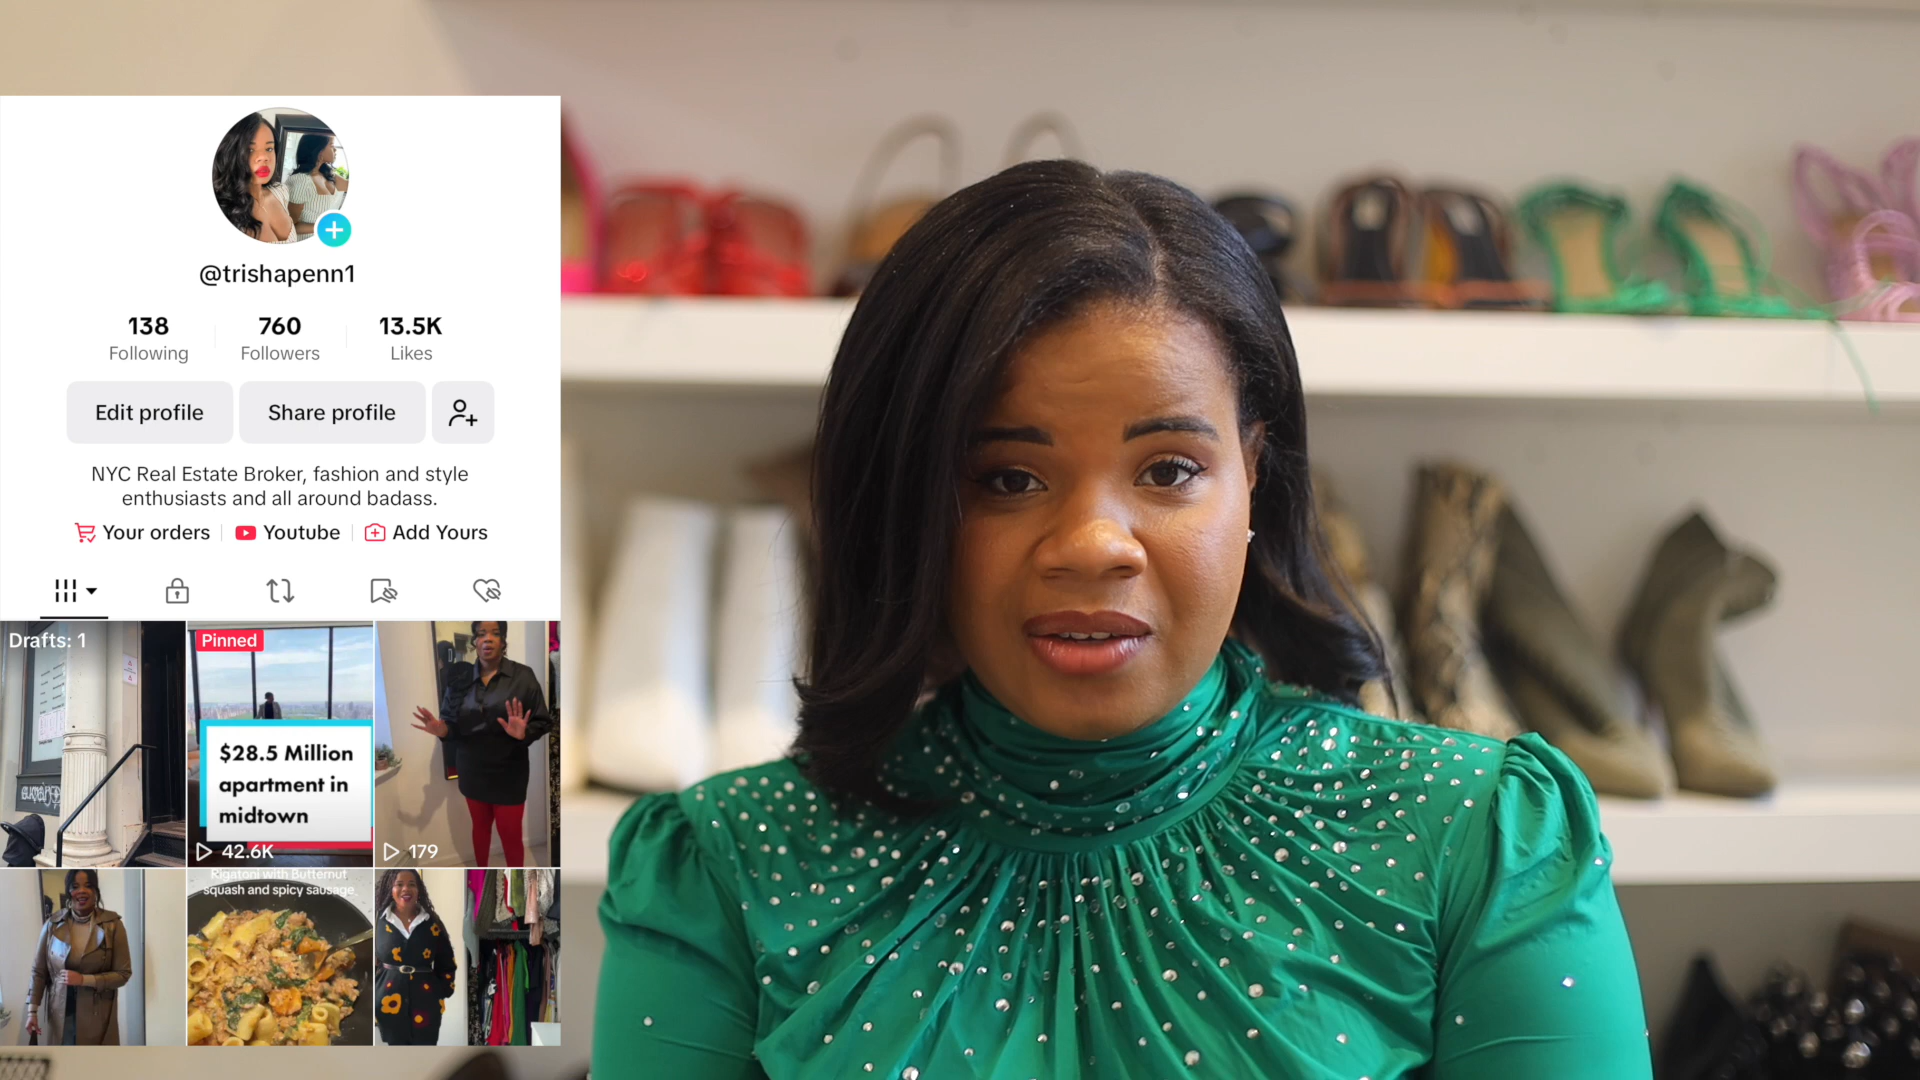 @trishapenn1
138
760
13.5K
Following
Followers
Likes
Edit profile
Share profile
NYC Real Estate Broker, fashion and style
enthusiasts and all around badass.
Your orders
Youtube
Add Yours
Drafts: 1
Pinned
$28.5 Million
apartment in
midtown
42.6K
179
Rigatoni with Butternut
squash and spicy sausage